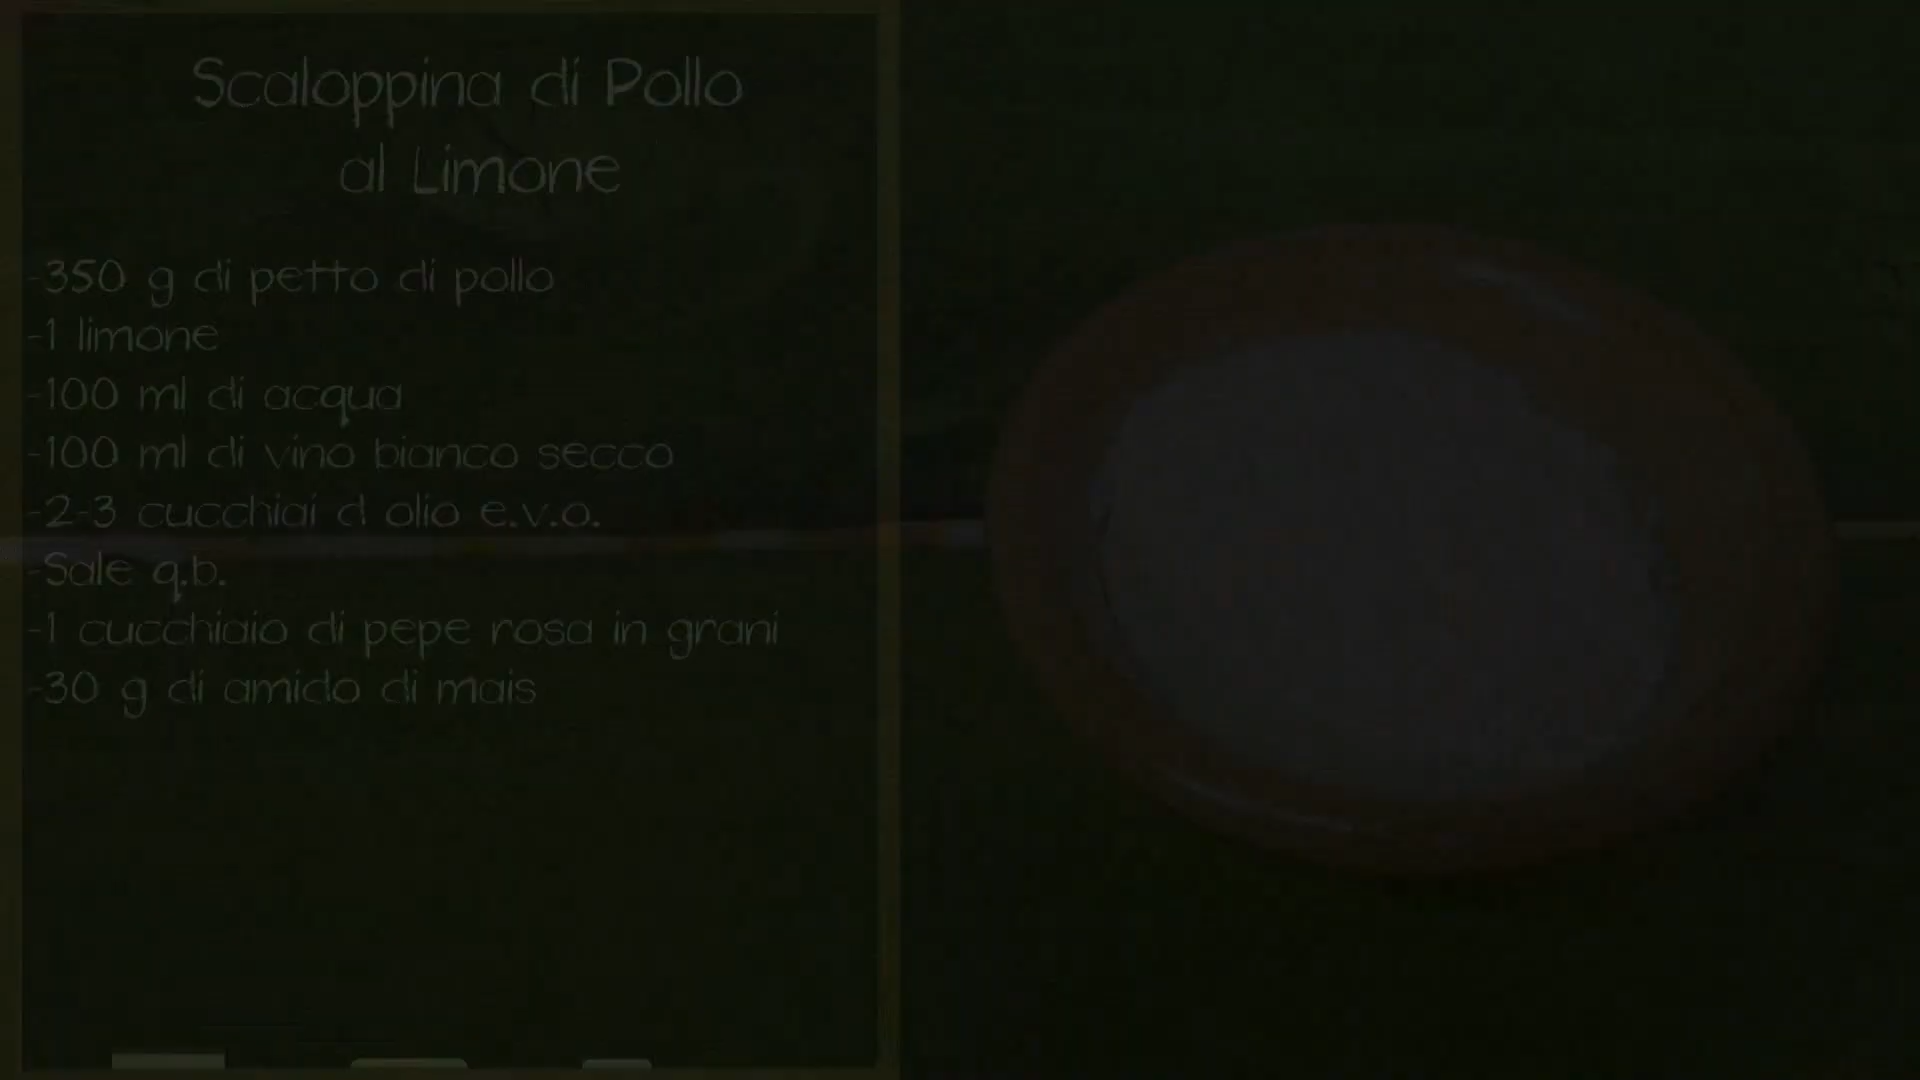 Scaloppina di Pollo
al Limone
-350 g di petto di pollo
-1 limone
-100 ml di acqua
-100 ml di vino bianco secco
-2-3 cucchiai d olio e.v.o.
-Sale q.b.
-1 cucchiaio di pepe rosa in grani
-30 g di amido di mais